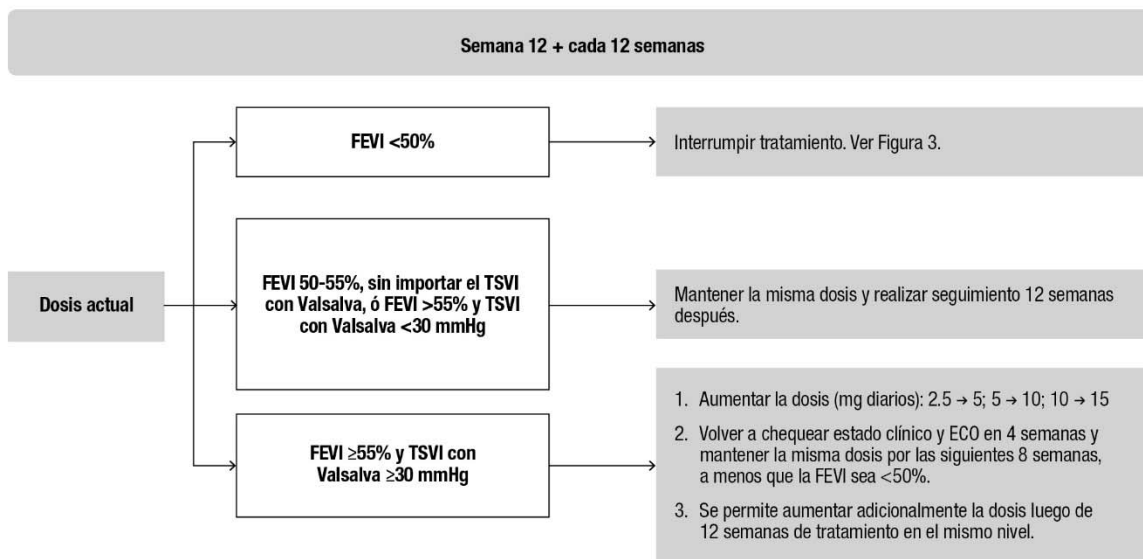 Semana 12 + cada 12 semanas
FEVI <50%
Interrumpir tratamiento. Ver Figura 3.
Dosis actual
FEVI 50-55%, sin importar el TSVI
con Valsalva, ó FEVI >55% y TSVI
con Valsalva <30 mmHg
Mantener la misma dosis y realizar seguimiento 12 semanas
después.
FEVI ≥55% y TSVI con
Valsalva ≥30 mmHg
1. Aumentar la dosis (mg diarios): 2.5 → 5; 5 → 10; 10 → 15
2. Volver a chequear estado clínico y ECO en 4 semanas y
mantener la misma dosis por las siguientes 8 semanas,
a menos que la FEVI sea <50%.
3. Se permite aumentar adicionalmente la dosis luego de
12 semanas de tratamiento en el mismo nivel.